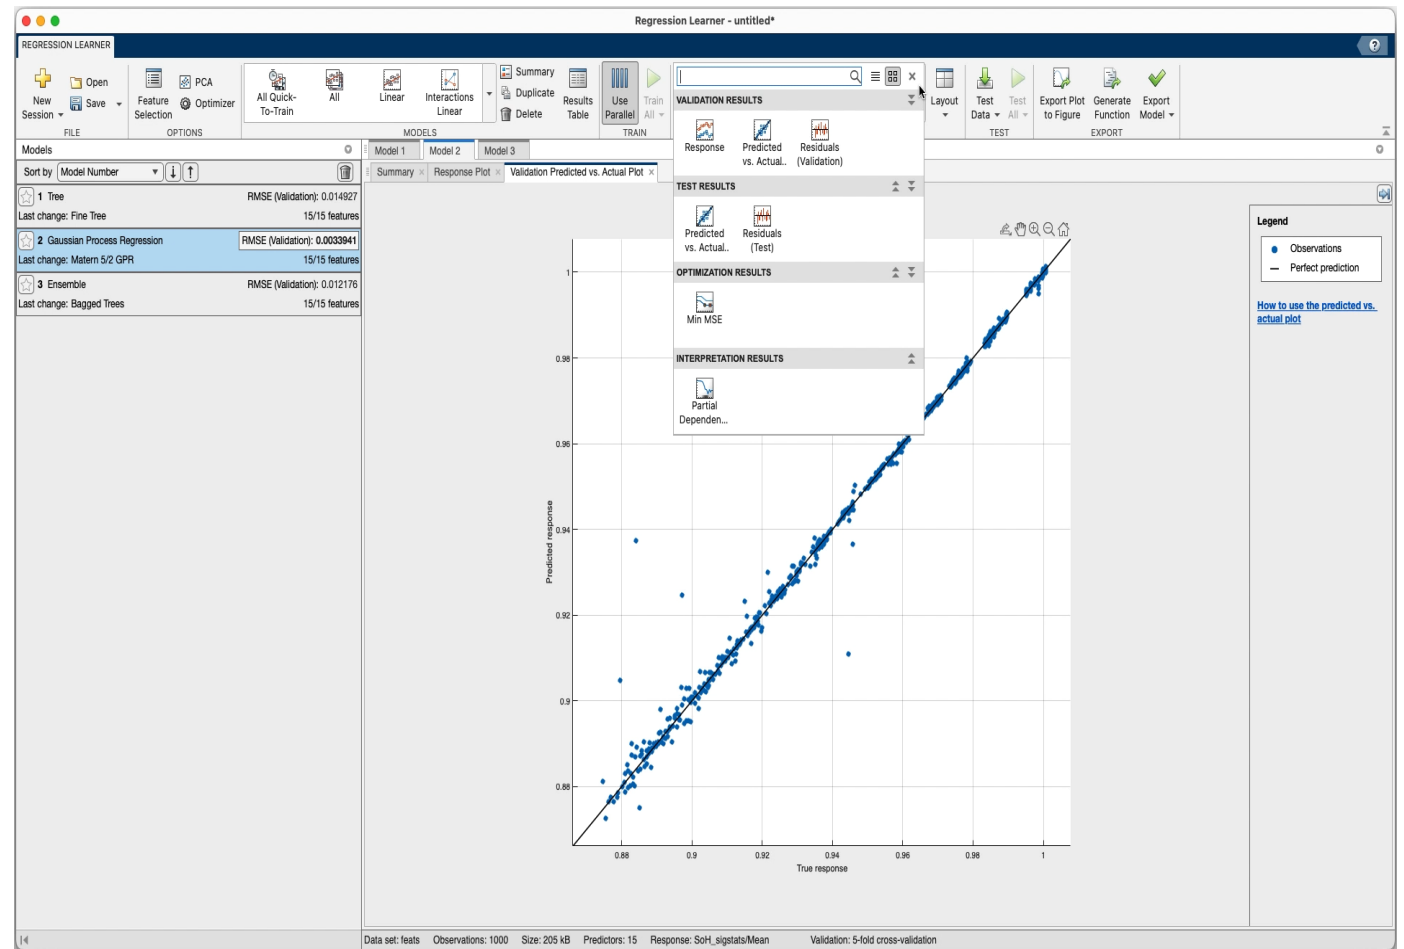 Regression Learner - untitled*
REGRESSION LEARNER
?
New
Session
Open
Save
FILE
Feature
Selection
PCA
Optimizer
OPTIONS
All Quick-
To-Train
All
Linear
Interactions
Linear
Summary
Duplicate
Delete
MODELS
Results
Table
Use
Parallel
Train
All
TRAIN
Layout
Test
Data
Test
All
TEST
Export Plot
to Figure
Generate
Function
Export
Model
EXPORT
VALIDATION RESULTS
Response
Predicted
vs. Actual..
Residuals
(Validation)
TEST RESULTS
Predicted
vs. Actual..
Residuals
(Test)
OPTIMIZATION RESULTS
Min MSE
INTERPRETATION RESULTS
Partial
Dependen...
Models
Sort by Model Number
1 Tree RMSE (Validation): 0.014927
Last change: Fine Tree 15/15 features
2 Gaussian Process Regression RMSE (Validation): 0.0033941
Last change: Matern 5/2 GPR 15/15 features
3 Ensemble RMSE (Validation): 0.012176
Last change: Bagged Trees 15/15 features
Model 1 Model 2 Model 3
Summary × Response Plot × Validation Predicted vs. Actual Plot ×
Legend
Observations
Perfect prediction
How to use the predicted vs.
actual plot
1
0.98
0.96
0.94
0.92
0.9
0.88
Predicted response
0.88 0.9 0.92 0.94 0.96 0.98 1
True response
Data set: feats Observations: 1000 Size: 205 kB Predictors: 15 Response: SoH_sigstats/Mean Validation: 5-fold cross-validation